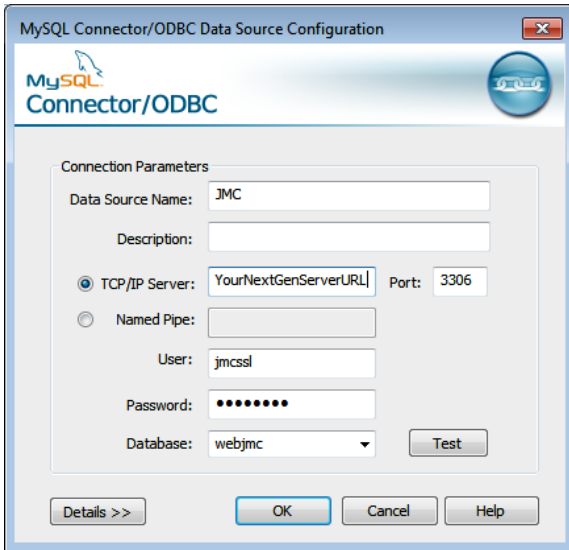 MySQL Connector/ODBC Data Source Configuration
MySQL
Connector/ODBC
Connection Parameters
Data Source Name: JMC
Description:
TCP/IP Server: YourNextGenServerURL Port: 3306
Named Pipe:
User: jmcssl
Password: ●●●●●●●●
Database: webjmc Test
Details >> OK Cancel Help